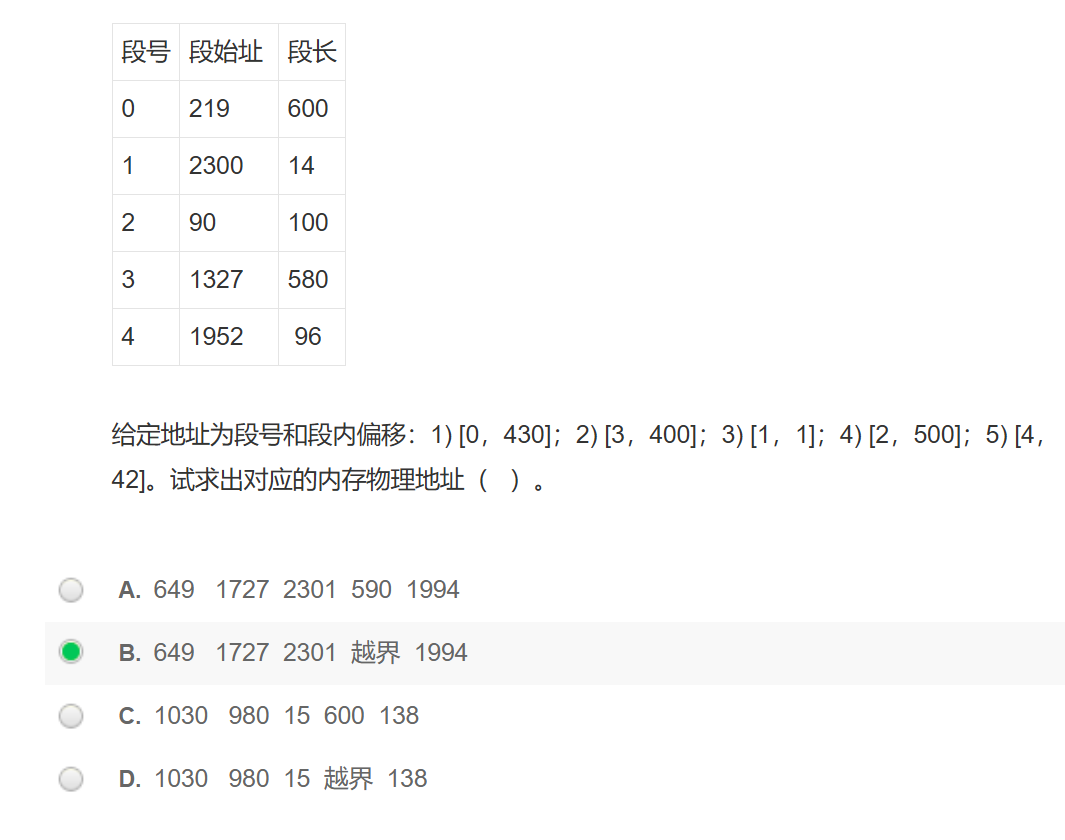 段号 段始址 段长
0 219 600
1 2300 14
2 90 100
3 1327 580
4 1952 96
给定地址为段号和段内偏移：1) [0，430]；2) [3，400]；3) [1，1]；4) [2，500]；5) [4，
42]。试求出对应的内存物理地址（ ）。
A. 649 1727 2301 590 1994
B. 649 1727 2301 越界 1994
C. 1030 980 15 600 138
D. 1030 980 15 越界 138